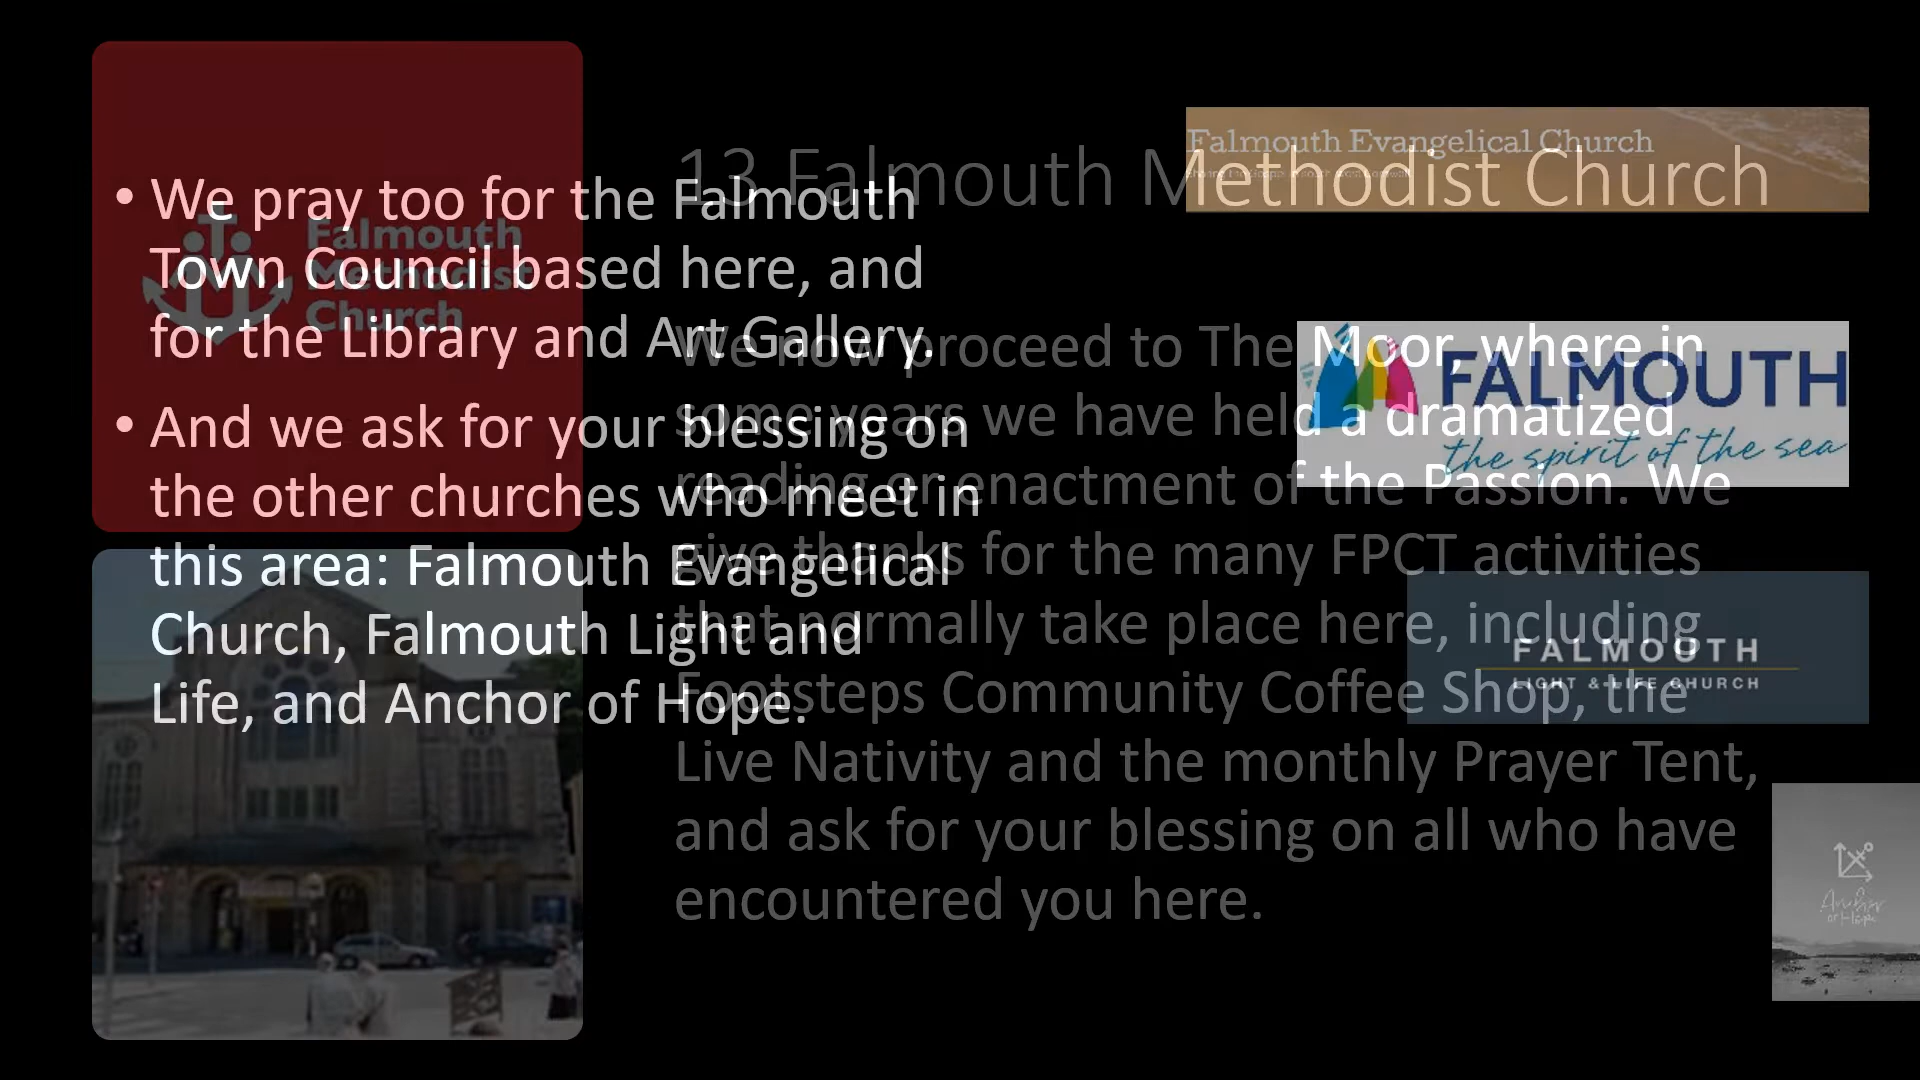 13 Falmouth Methodist Church
We now proceed to The Moor, where in
some years we have held a dramatized
reading or enactment of the Passion. We
give thanks for the many FPCT activities
that normally take place here, including
Footsteps Community Coffee Shop, the
Live Nativity and the monthly Prayer Tent,
and ask for your blessing on all who have
encountered you here.
• We pray too for the Falmouth
Town Council based here, and
for the Library and Art Gallery.
• And we ask for your blessing on
the other churches who meet in
this area: Falmouth Evangelical
Church, Falmouth Light and
Life, and Anchor of Hope.
Falmouth
Methodist
Church
Falmouth Evangelical Church
FALMOUTH
the spirit of the sea
FALMOUTH
LIGHT & LIFE CHURCH
Anchor
of Hope